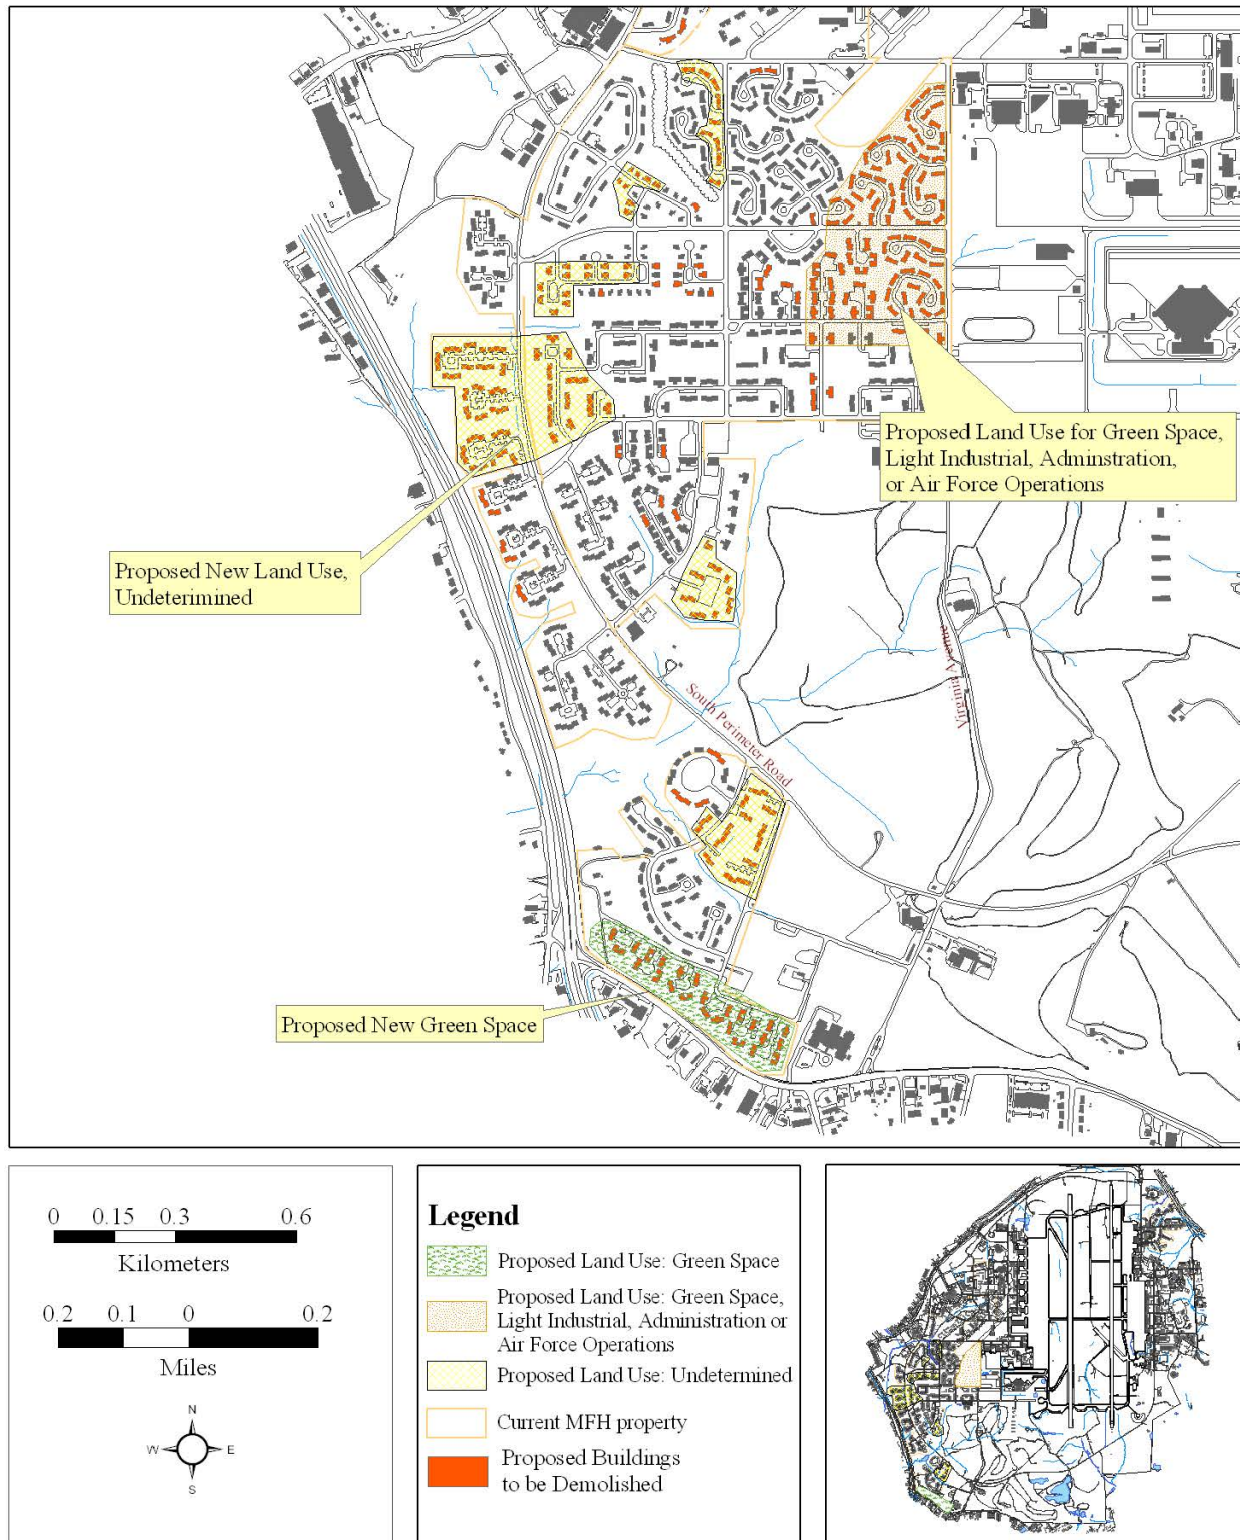 Proposed Land Use for Green Space,
Light Industrial, Adminstration,
or Air Force Operations
Proposed New Land Use,
Undeterimined
South Perimeter Road
Virginia Avenue
Proposed New Green Space
0 0.15 0.3 0.6
Kilometers
0.2 0.1 0 0.2
Miles
N
W E
S
Legend
Proposed Land Use: Green Space
Proposed Land Use: Green Space,
Light Industrial, Administration or
Air Force Operations
Proposed Land Use: Undetermined
Current MFH property
Proposed Buildings
to be Demolished